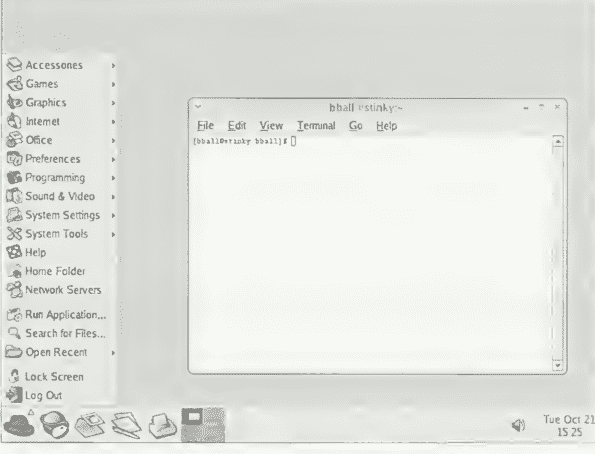 Accessories
Games
Graphics
Internet
Office
Preferences
Programming
Sound & Video
System Settings
System Tools
Help
Home Folder
Network Servers
Run Application...
Search for Files...
Open Recent
Lock Screen
Log Out
bball@stinky:~
File Edit View Terminal Go Help
[bball@stinky bball]$
Tue Oct 21
15:25